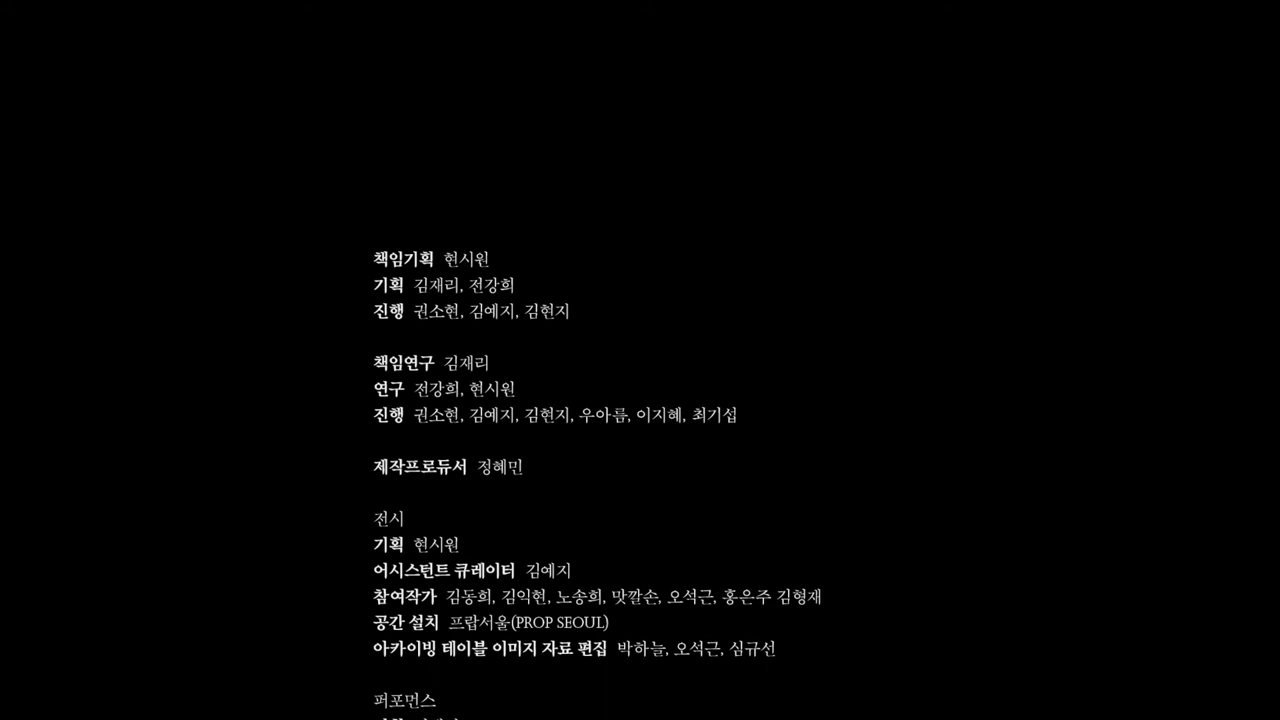 책임기획 현시원
기획 김재리, 전강희
진행 권소현, 김예지, 김현지
책임연구 김재리
연구 전강희, 현시원
진행 권소현, 김예지, 김현지, 우아름, 이지혜, 최기섭
제작프로듀서 정혜민
전시
기획 현시원
어시스턴트 큐레이터 김예지
참여작가 김동희, 김익현, 노송희, 맛깔손, 오석근, 홍은주 김형재
공간 설치 프랍서울(PROP SEOUL)
아카이빙 테이블 이미지 자료 편집 박하늘, 오석근, 심규선
퍼포먼스